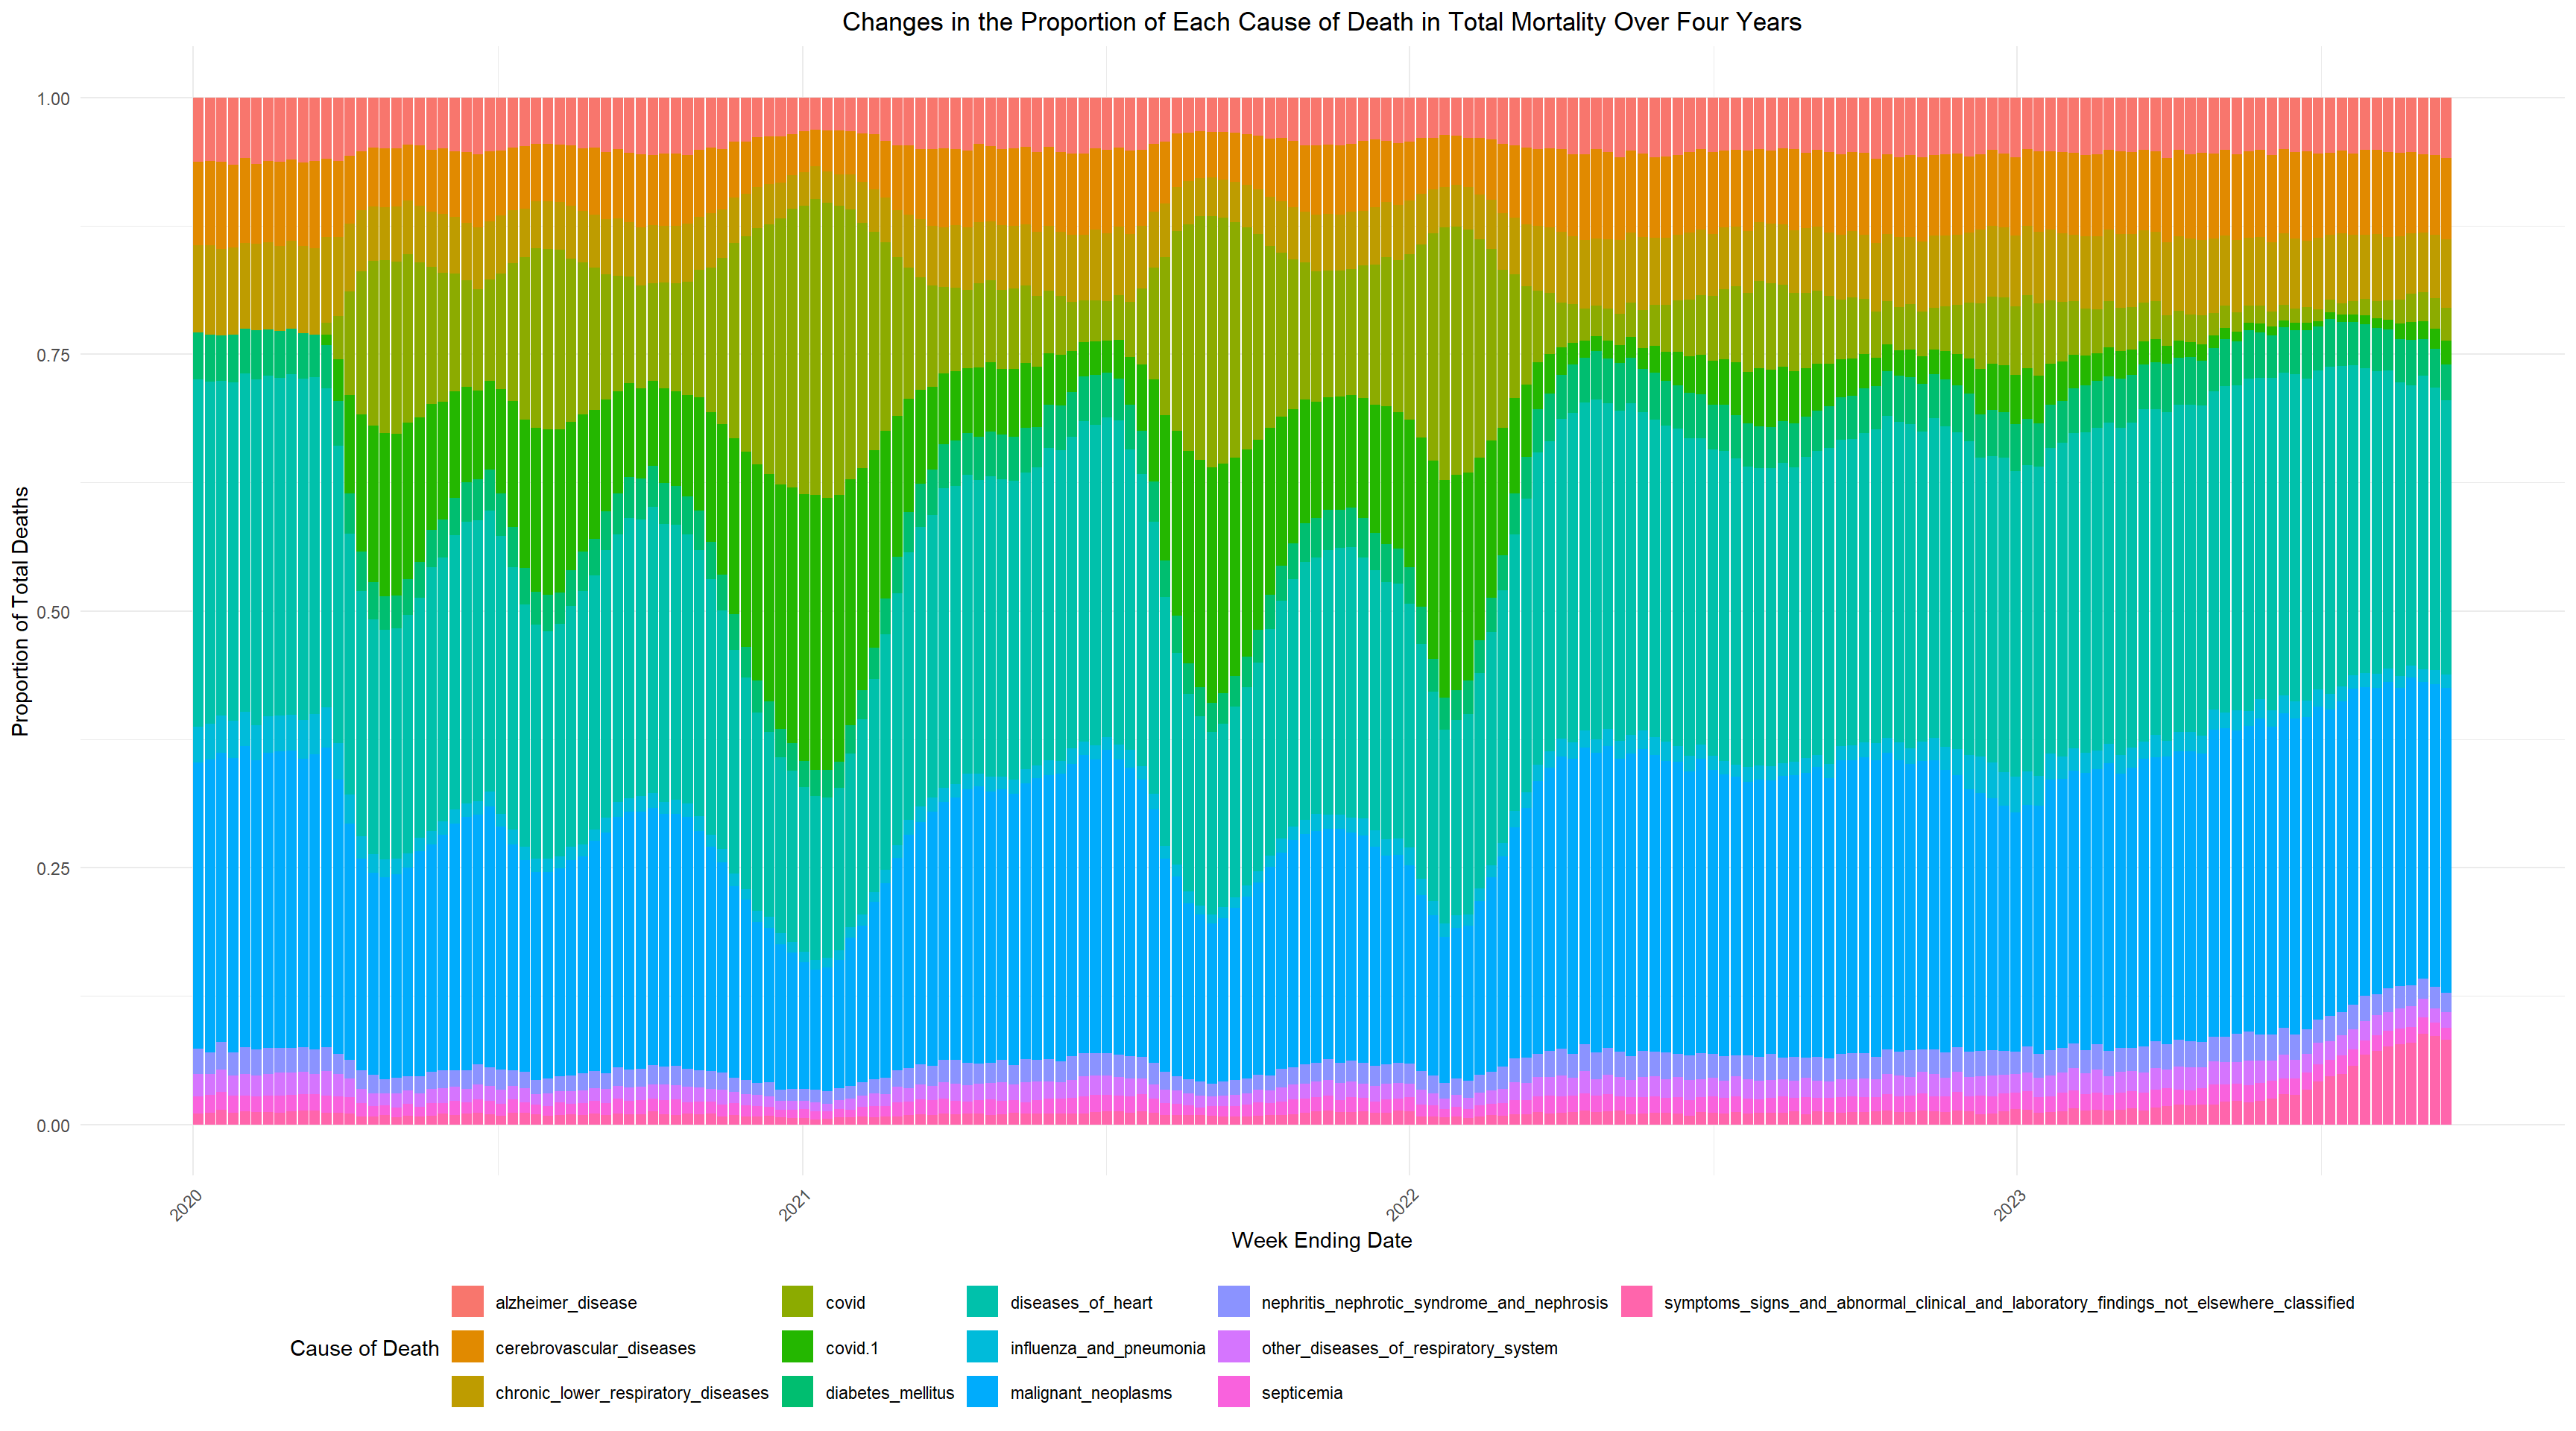 Changes in the Proportion of Each Cause of Death in Total Mortality Over Four Years
Proportion of Total Deaths
1.00
0.75
0.50
0.25
0.00
2020
2021
2022
2023
Week Ending Date
Cause of Death
alzheimer_disease
cerebrovascular_diseases
chronic_lower_respiratory_diseases
covid
covid.1
diabetes_mellitus
diseases_of_heart
influenza_and_pneumonia
malignant_neoplasms
nephritis_nephrotic_syndrome_and_nephrosis
other_diseases_of_respiratory_system
septicemia
symptoms_signs_and_abnormal_clinical_and_laboratory_findings_not_elsewhere_classified